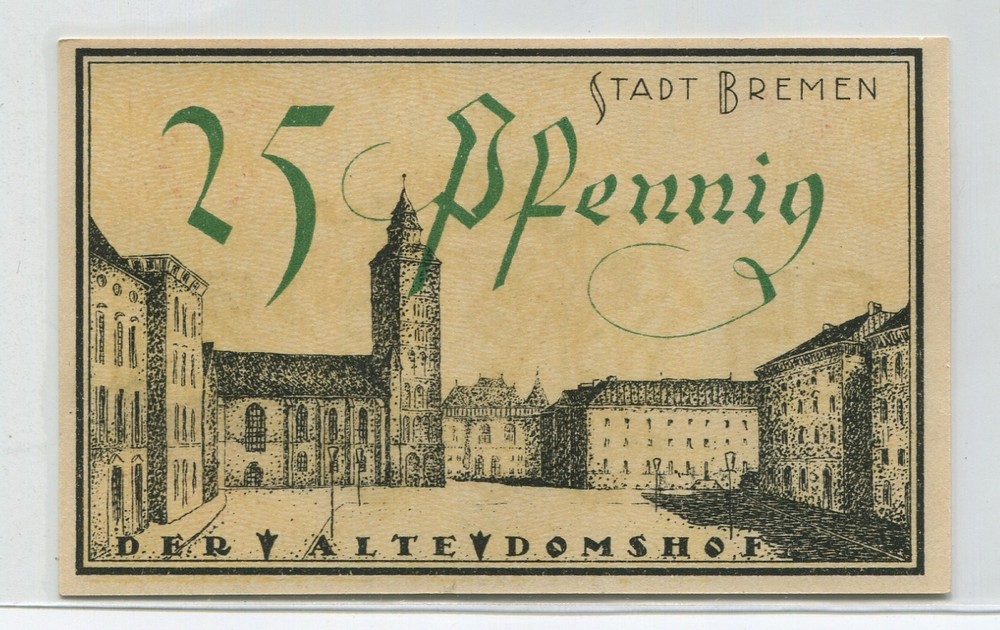 STADT BREMEN
25 Pfennig
DER ALTE DOMSHOF